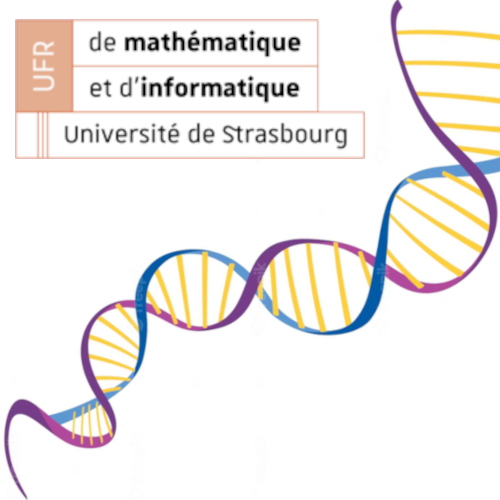 UFR
de mathématique
et d'informatique
Université de Strasbourg